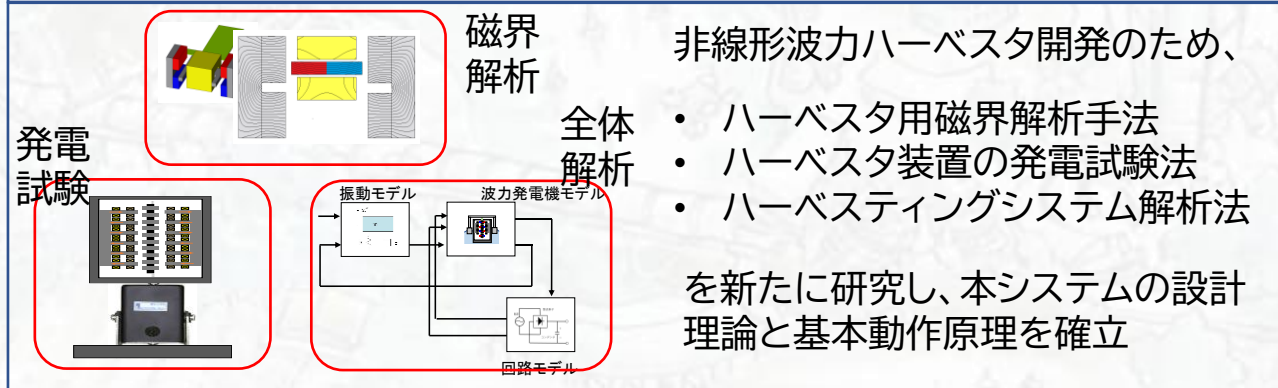 磁界
解析
発電
試験
全体
解析
振動モデル
波力発電機モデル
回路モデル
非線形波力ハーベスタ開発のため、
• ハーベスタ用磁界解析手法
• ハーベスタ装置の発電試験法
• ハーベスティングシステム解析法
を新たに研究し、本システムの設計
理論と基本動作原理を確立